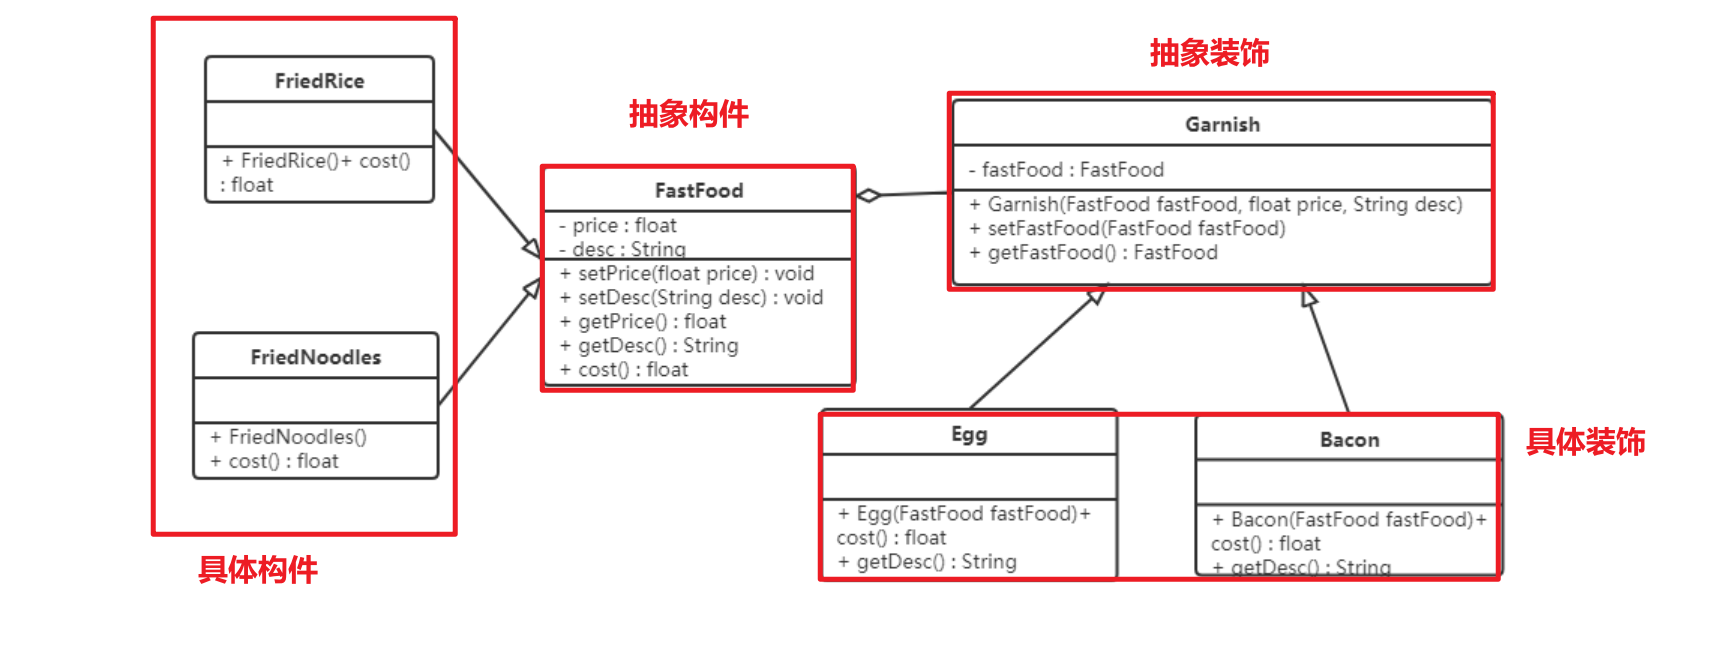 FriedRice
+ FriedRice()+ cost()
: float
具体构件
FriedNoodles
+ FriedNoodles()
+ cost() : float
抽象构件
FastFood
- price : float
- desc : String
+ setPrice(float price) : void
+ setDesc(String desc) : void
+ getPrice() : float
+ getDesc() : String
+ cost() : float
抽象装饰
Garnish
- fastFood : FastFood
+ Garnish(FastFood fastFood, float price, String desc)
+ setFastFood(FastFood fastFood)
+ getFastFood() : FastFood
Egg
+ Egg(FastFood fastFood)+
cost() : float
+ getDesc() : String
Bacon
+ Bacon(FastFood fastFood)+
cost() : float
+ getDesc() : String
具体装饰